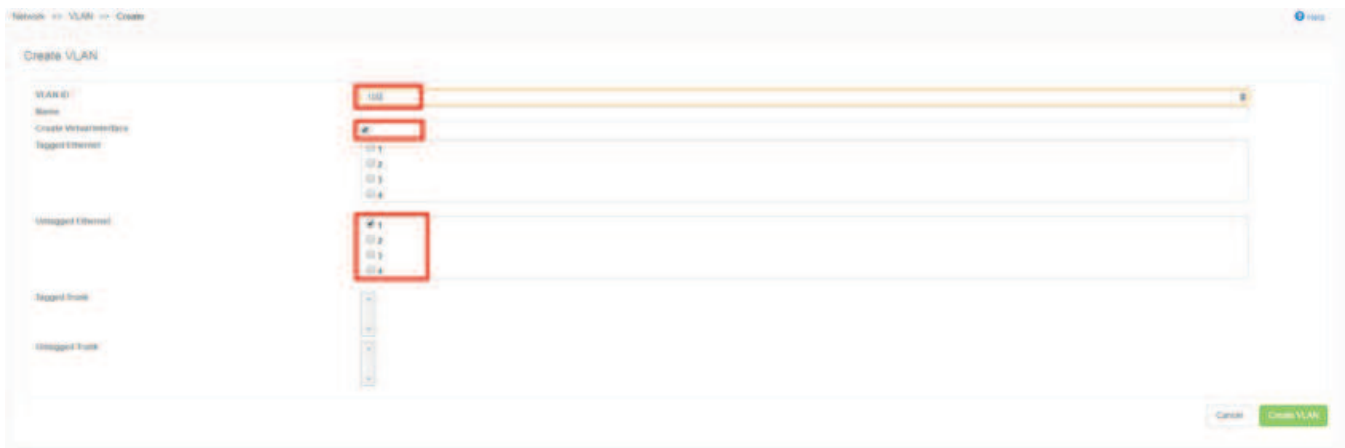 Network >> VLAN >> Create
Help
Create VLAN
VLAN ID
Name
Create Virtual Interface
Tagged Ethernet
1
2
3
4
Untagged Ethernet
1
2
3
4
Tagged Trunk
Untagged Trunk
Cancel
Create VLAN